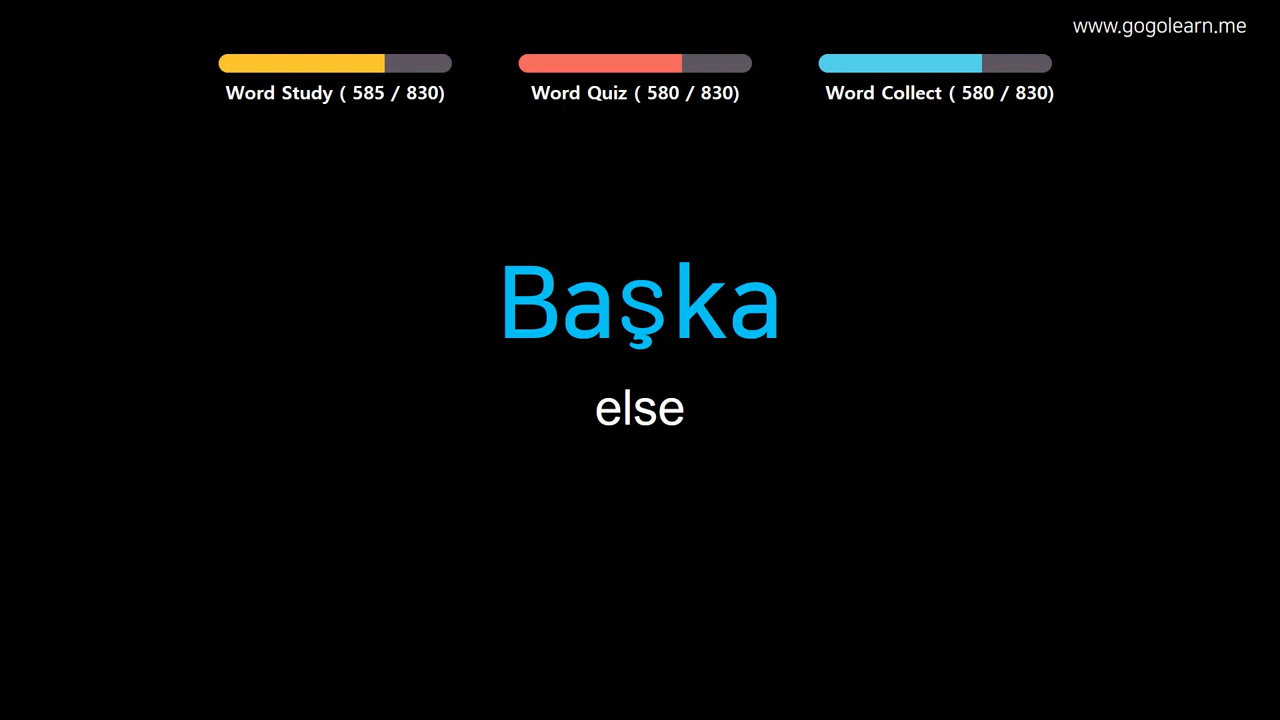 www.gogolearn.me
Word Study ( 585 / 830)
Word Quiz ( 580 / 830)
Word Collect ( 580 / 830)
Başka
else